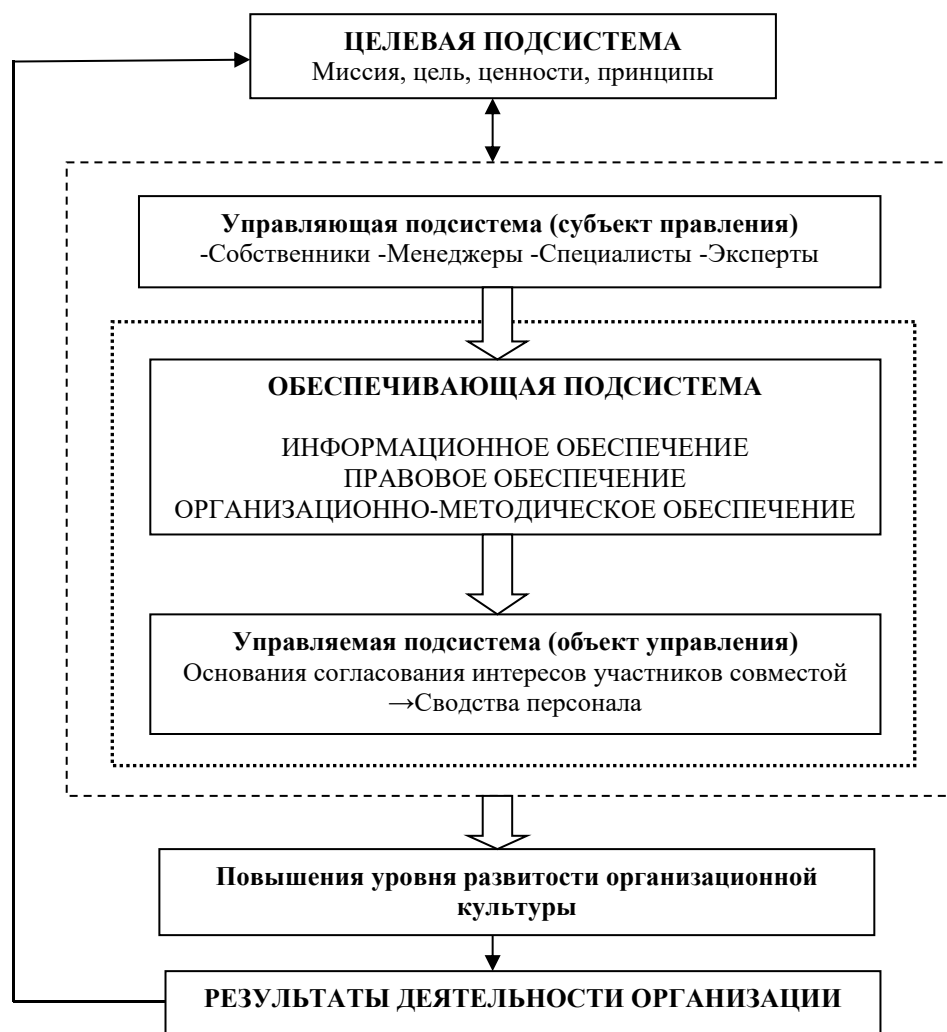 ЦЕЛЕВАЯ ПОДСИСТЕМА
Миссия, цель, ценности, принципы
Управляющая подсистема (субъект правления)
-Собственники -Менеджеры -Специалисты -Эксперты
ОБЕСПЕЧИВАЮЩАЯ ПОДСИСТЕМА
ИНФОРМАЦИОННОЕ ОБЕСПЕЧЕНИЕ
ПРАВОВОЕ ОБЕСПЕЧЕНИЕ
ОРГАНИЗАЦИОННО-МЕТОДИЧЕСКОЕ ОБЕСПЕЧЕНИЕ
Управляемая подсистема (объект управления)
Основания согласования интересов участников совместой
→Сводства персонала
Повышения уровня развитости организационной
культуры
РЕЗУЛЬТАТЫ ДЕЯТЕЛЬНОСТИ ОРГАНИЗАЦИИ